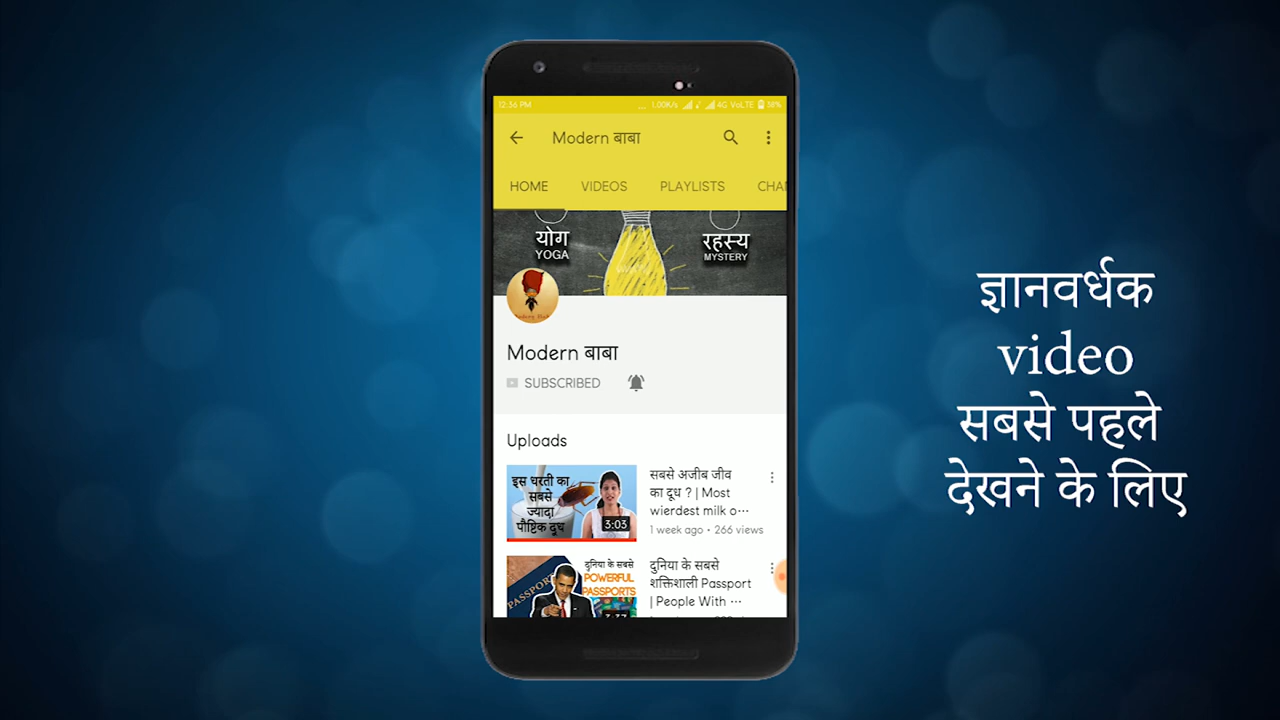 12:56 PM
1.00K/s 4G VoLTE 38%
Modern बाबा
HOME VIDEOS PLAYLISTS CHA
योग
YOGA
रहस्य
MYSTERY
Modern बाबा
SUBSCRIBED
Uploads
इस धरती का
सबसे
ज्यादा
पौष्टिक दूध
3:03
सबसे अजीब जीव
का दूध ? | Most
wierdest milk o…
1 week ago • 266 views
PASSPORT
दुनिया के सबसे
POWERFUL
PASSPORTS
दुनिया के सबसे
शक्तिशाली Passport
| People With …
ज्ञानवर्धक
video
सबसे पहले
देखने के लिए